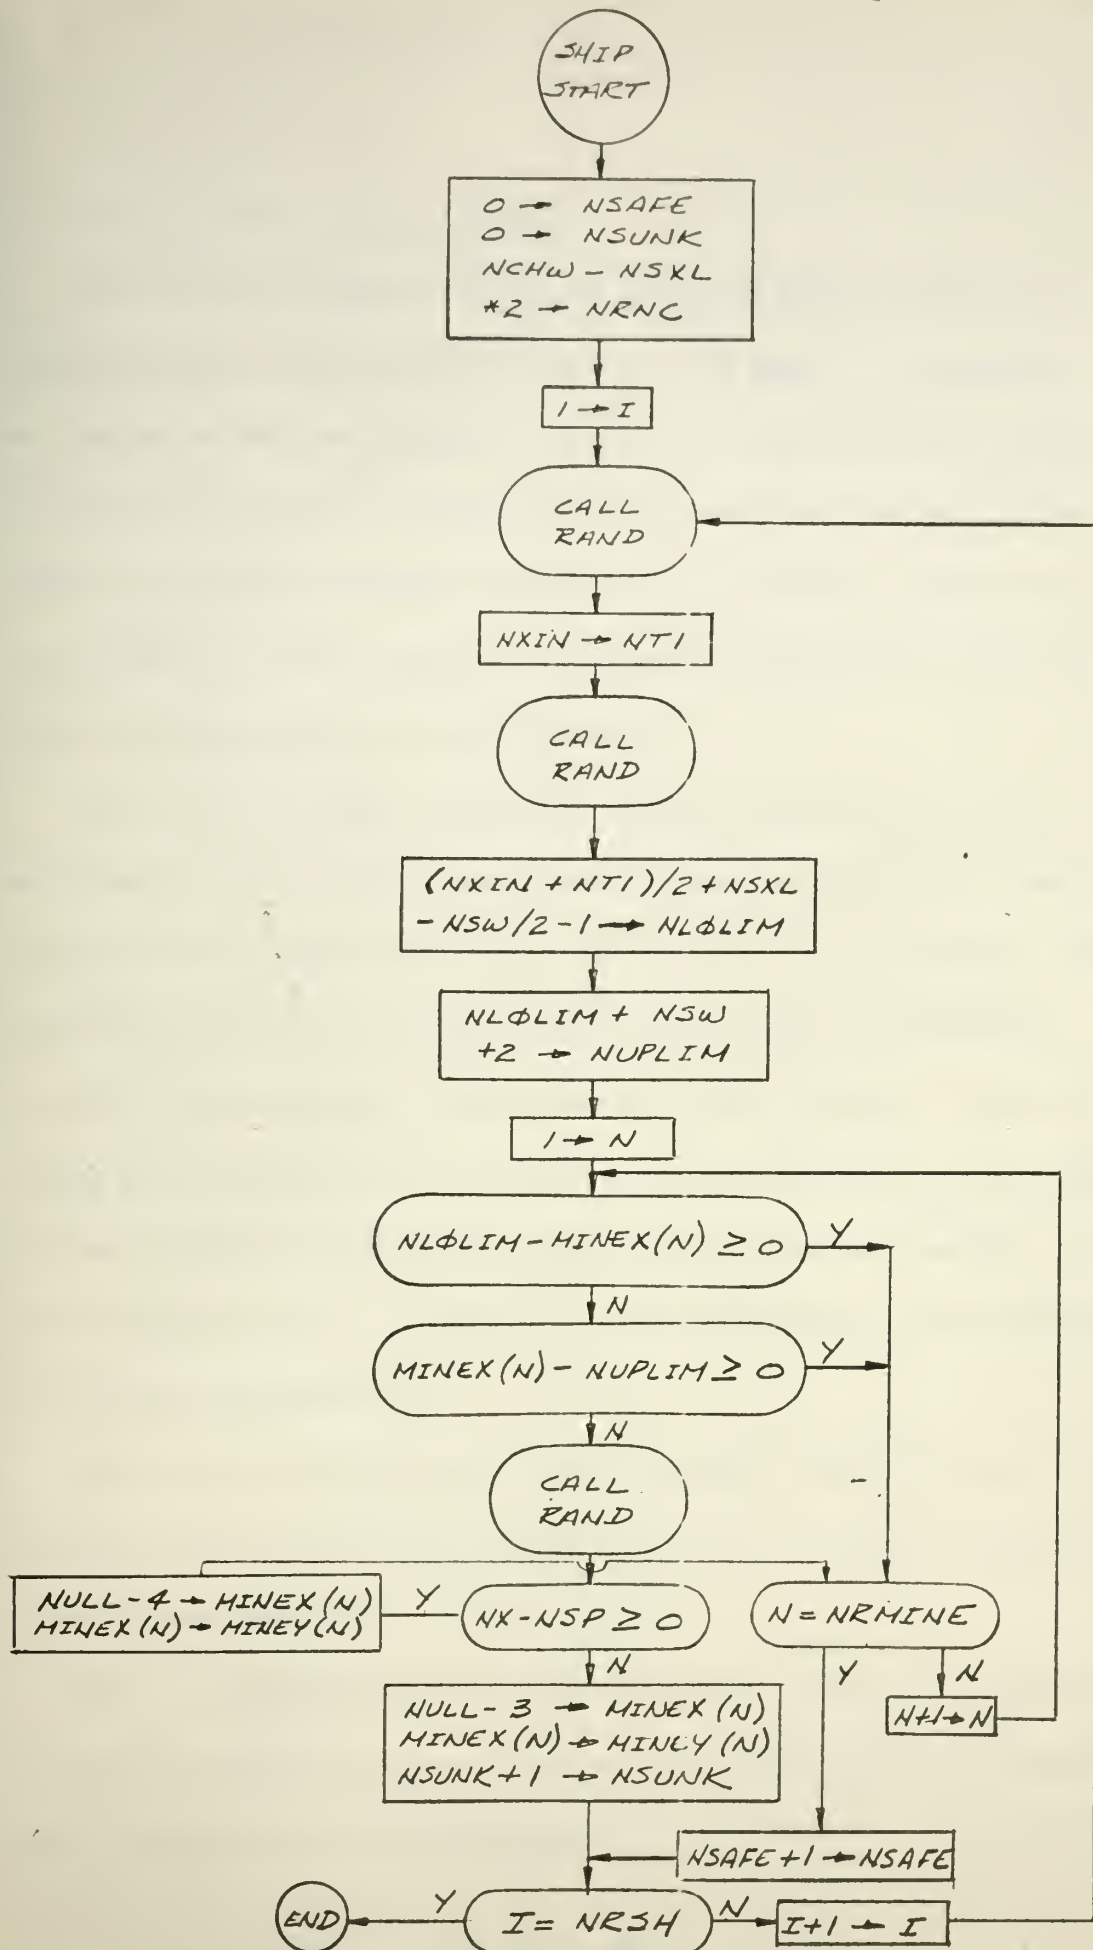 SHIP
START
0 → NSAFE
0 → NSUNK
NCHW - NSXL
*2 → NRNC
1 → I
CALL
RAND
NXIN → NT1
CALL
RAND
(NXIN + NT1)/2 + NSXL
- NSW/2 - 1 → NLØLIM
NLØLIM + NSW
+2 → NUPLIM
1 → N
NLØLIM - MINEX(N) ≥ 0
Y
N
MINEX(N) - NUPLIM ≥ 0
Y
N
CALL
RAND
NULL-4 → MINEX(N)
MINEX(N) → MINEY(N)
Y
NX-NSP ≥ 0
N = NRMINE
N
Y
N
NULL-3 → MINEX(N)
MINEX(N) → MINEY(N)
NSUNK+1 → NSUNK
N+1→N
NSAFE+1→NSAFE
END
Y
I = NRSH
N
I+1 → I